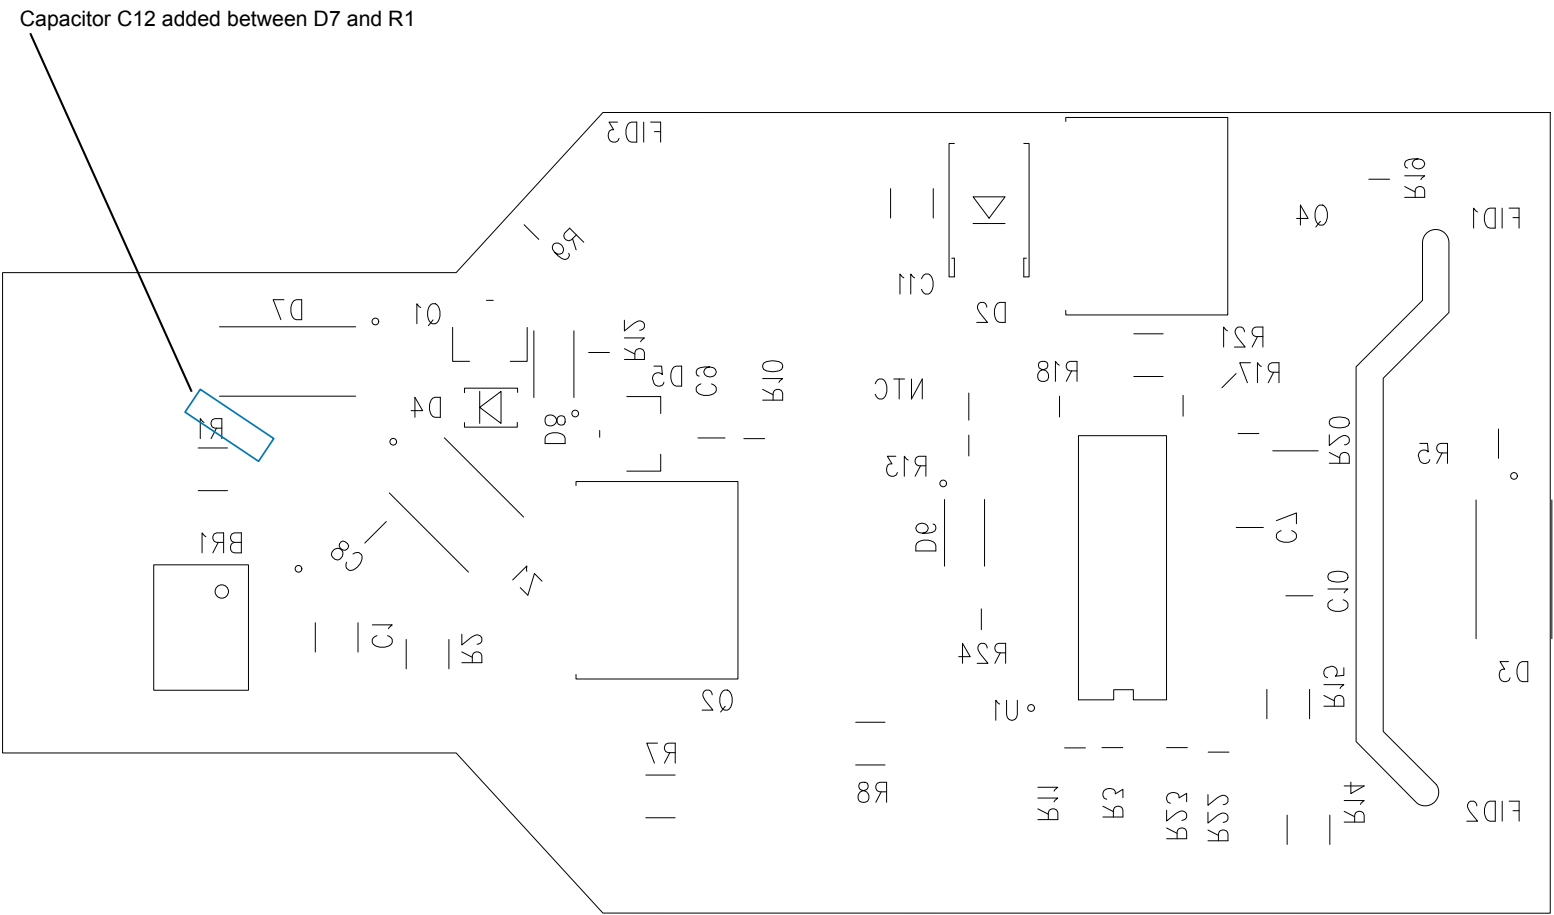 Capacitor C12 added between D7 and R1
FID3
R19
Q4
FID1
R9
C11
D7
Q1
D2
R12
R21
D5
C9
R10
NTC
R18
R17
D4
D8
R1
R20
R5
R13
D6
C7
BR1
C8
Z1
C10
C1
R2
R24
D3
R15
Q2
U1
R7
R8
R11
R3
R23
R22
R14
FID2